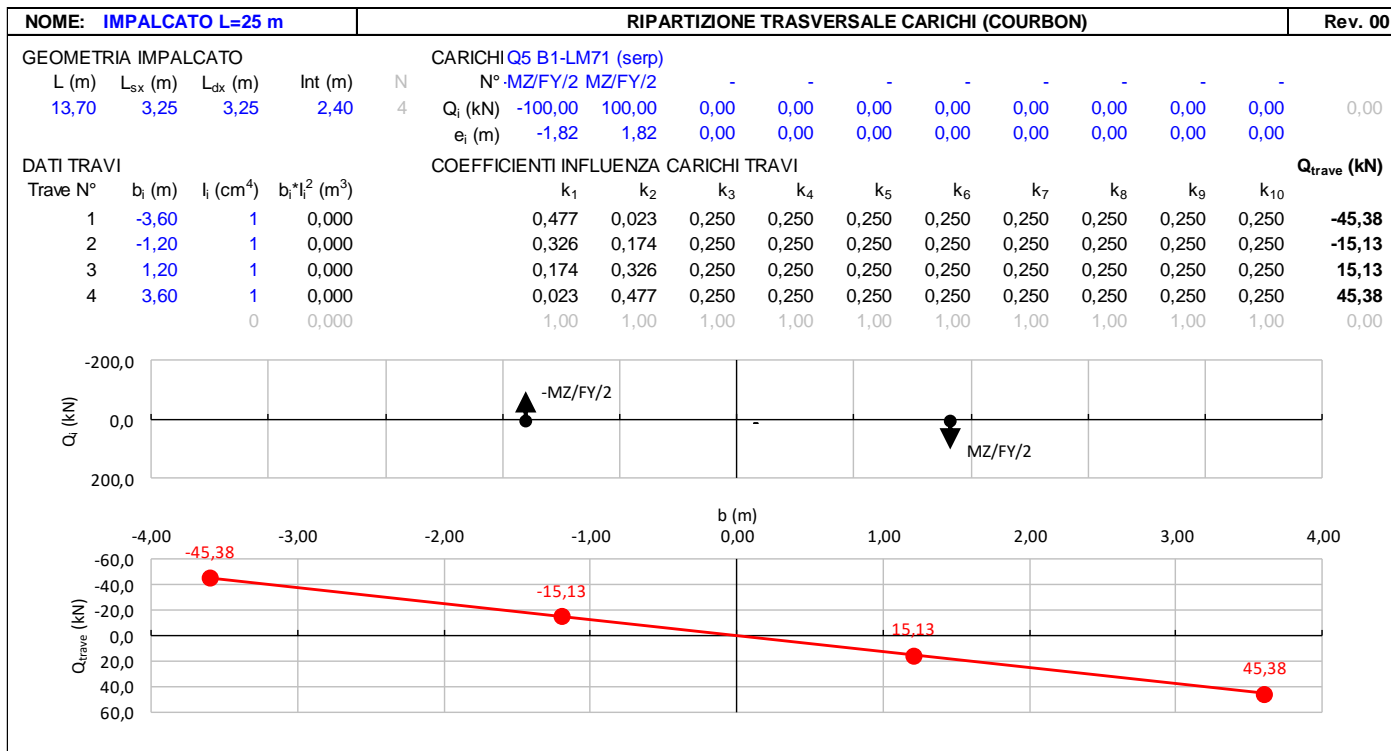 NOME: IMPALCATO L=25 m RIPARTIZIONE TRASVERSALE CARICHI (COURBON) Rev. 00
GEOMETRIA IMPALCATO CARICHI Q5 B1-LM71 (serp)
L (m) Lsx (m) Ldx (m) Int (m) N N° -MZ/FY/2 MZ/FY/2 - - - - - - - -
13,70 3,25 3,25 2,40 4 Qi (kN) -100,00 100,00 0,00 0,00 0,00 0,00 0,00 0,00 0,00 0,00 0,00
ei (m) -1,82 1,82 0,00 0,00 0,00 0,00 0,00 0,00 0,00 0,00
DATI TRAVI COEFFICIENTI INFLUENZA CARICHI TRAVI Qtrave (kN)
Trave N° bi (m) Ii (cm4) bi*Ii2 (m3) k1 k2 k3 k4 k5 k6 k7 k8 k9 k10
1 -3,60 1 0,000 0,477 0,023 0,250 0,250 0,250 0,250 0,250 0,250 0,250 0,250 -45,38
2 -1,20 1 0,000 0,326 0,174 0,250 0,250 0,250 0,250 0,250 0,250 0,250 0,250 -15,13
3 1,20 1 0,000 0,174 0,326 0,250 0,250 0,250 0,250 0,250 0,250 0,250 0,250 15,13
4 3,60 1 0,000 0,023 0,477 0,250 0,250 0,250 0,250 0,250 0,250 0,250 0,250 45,38
0 0,000 1,00 1,00 1,00 1,00 1,00 1,00 1,00 1,00 1,00 1,00 0,00
-200,0
-MZ/FY/2
Qi (kN)
0,0
-
MZ/FY/2
200,0
b (m)
-4,00 -3,00 -2,00 -1,00 0,00 1,00 2,00 3,00 4,00
-45,38
-60,0
-40,0
-15,13
-20,0
Qtrave (kN)
0,0
15,13
20,0
45,38
40,0
60,0